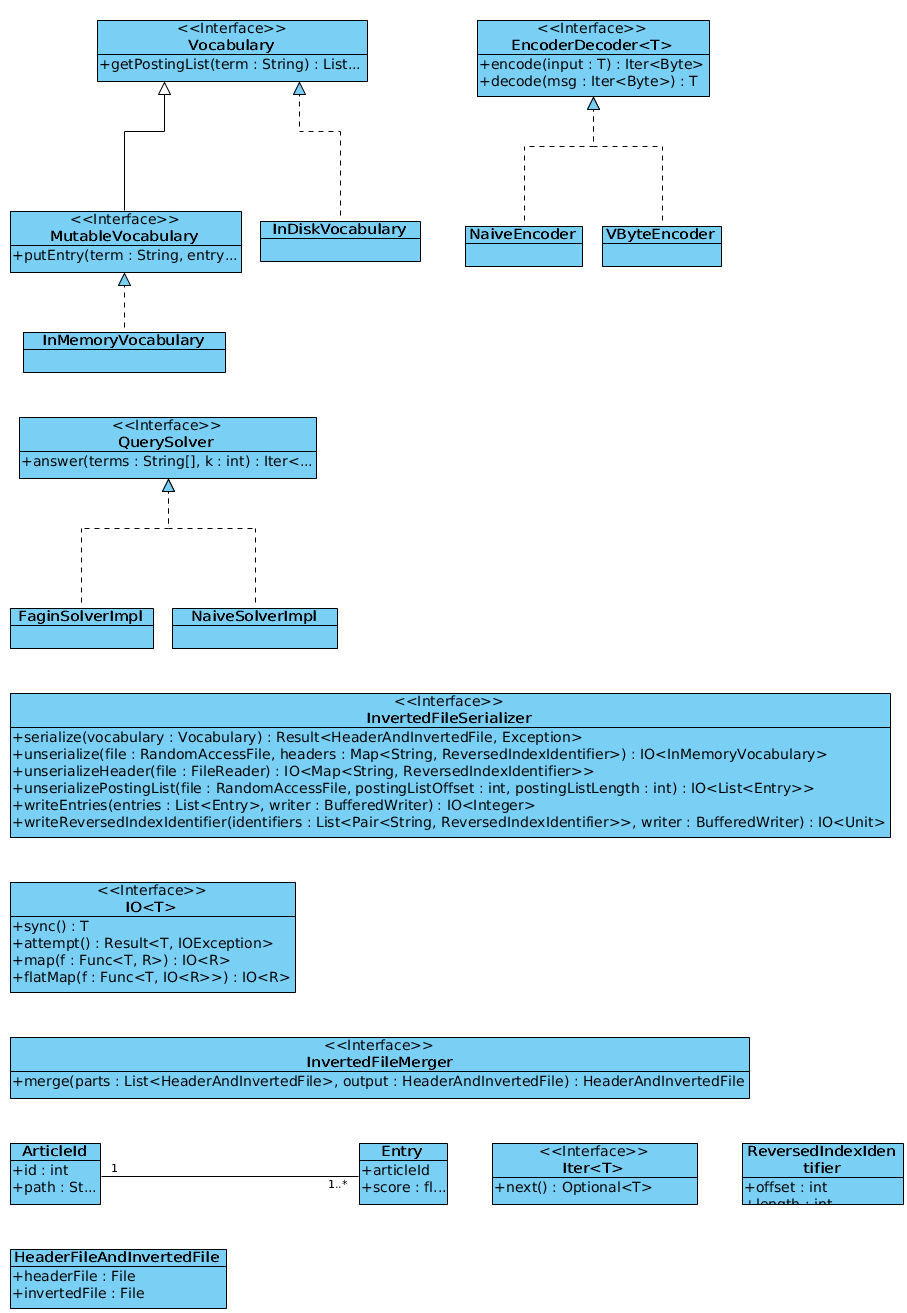 <<Interface>>
Vocabulary
+getPostingList(term : String) : List...
<<Interface>>
EncoderDecoder<T>
+encode(input : T) : Iter<Byte>
+decode(msg : Iter<Byte>) : T
<<Interface>>
MutableVocabulary
+putEntry(term : String, entry...
InDiskVocabulary
NaiveEncoder
VByteEncoder
InMemoryVocabulary
<<Interface>>
QuerySolver
+answer(terms : String[], k : int) : Iter<...
FaginSolverImpl
NaiveSolverImpl
<<Interface>>
InvertedFileSerializer
+serialize(vocabulary : Vocabulary) : Result<HeaderAndInvertedFile, Exception>
+unserialize(file : RandomAccessFile, headers : Map<String, ReversedIndexIdentifier>) : IO<InMemoryVocabulary>
+unserializeHeader(file : FileReader) : IO<Map<String, ReversedIndexIdentifier>>
+unserializePostingList(file : RandomAccessFile, postingListOffset : int, postingListLength : int) : IO<List<Entry>>
+writeEntries(entries : List<Entry>, writer : BufferedWriter) : IO<Integer>
+writeReversedIndexIdentifier(identifiers : List<Pair<String, ReversedIndexIdentifier>>, writer : BufferedWriter) : IO<Unit>
<<Interface>>
IO<T>
+sync() : T
+attempt() : Result<T, IOException>
+map(f : Func<T, R>) : IO<R>
+flatMap(f : Func<T, IO<R>>) : IO<R>
<<Interface>>
InvertedFileMerger
+merge(parts : List<HeaderAndInvertedFile>, output : HeaderAndInvertedFile) : HeaderAndInvertedFile
ArticleId
+id : int
+path : St...
1
1..*
Entry
+articleId
+score : fl...
<<Interface>>
Iter<T>
+next() : Optional<T>
ReversedIndexIden
tifier
+offset : int
+length : int
HeaderFileAndInvertedFile
+headerFile : File
+invertedFile : File